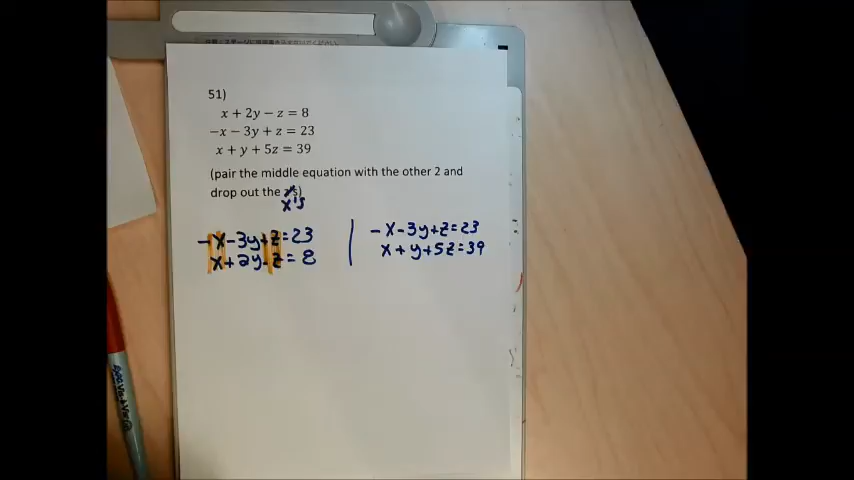 51)
x + 2y − z = 8
−x − 3y + z = 23
x + y + 5z = 39
(pair the middle equation with the other 2 and
drop out the
x's
-x-3y+z=23
x+2y-z=8
-x-3y+z=23
x+y+5z=39